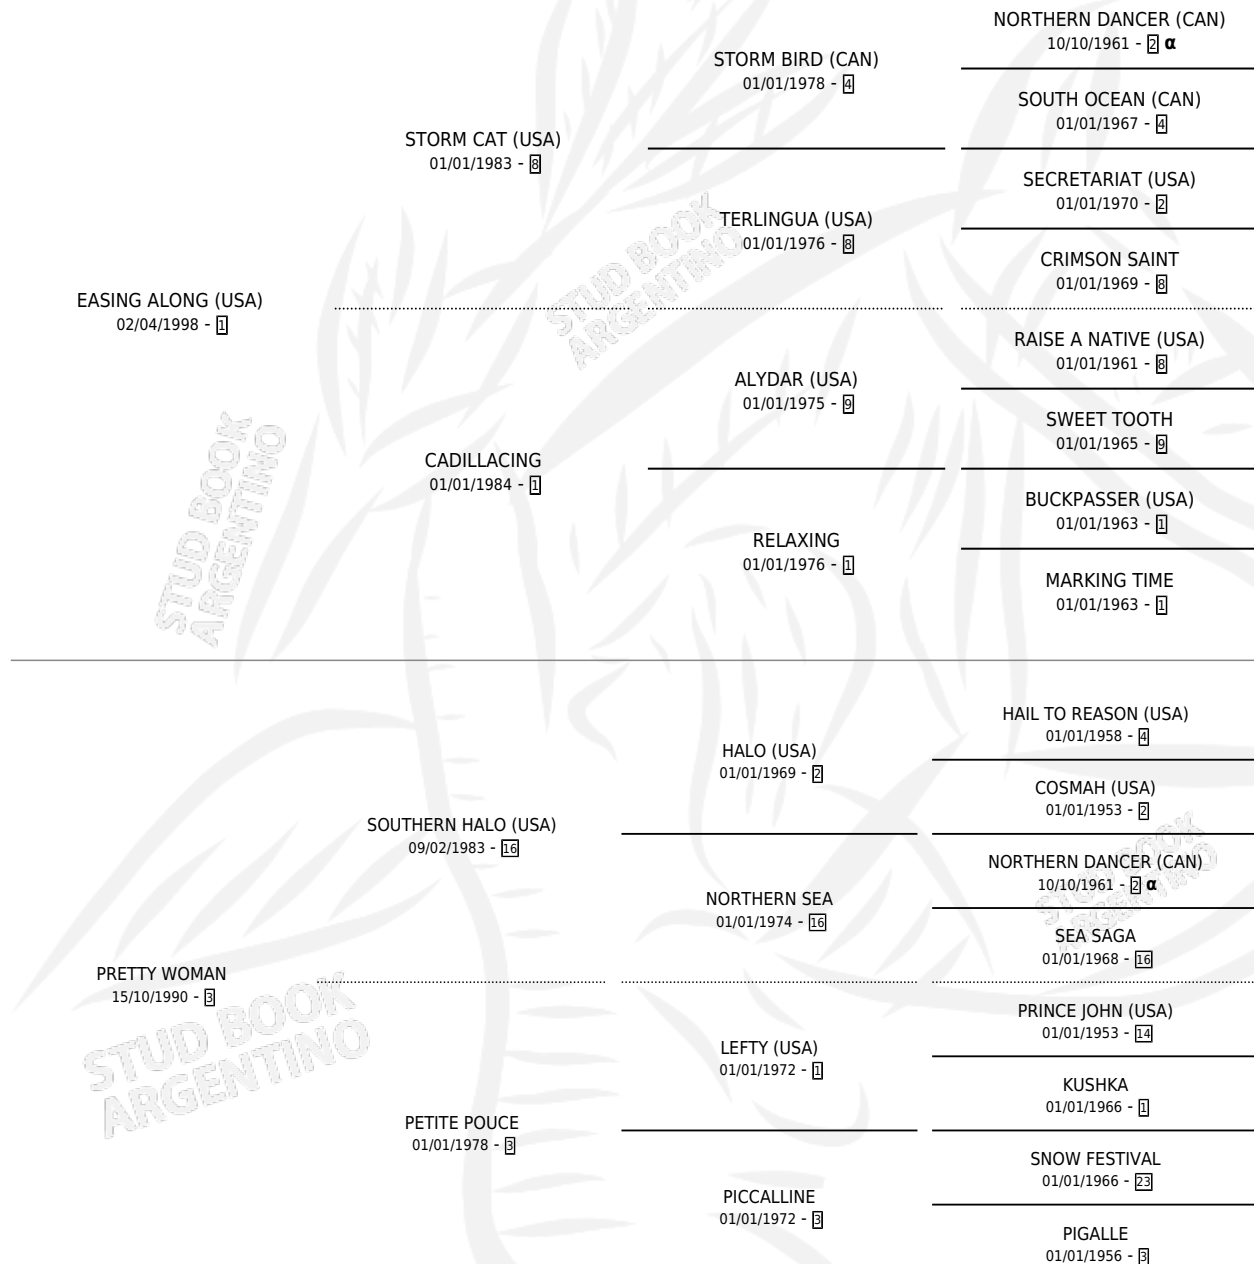 NORTHERN DANCER (CAN)
10/10/1961 - 2 α
STORM BIRD (CAN)
01/01/1978 - 4
SOUTH OCEAN (CAN)
01/01/1967 - 4
STORM CAT (USA)
01/01/1983 - 8
SECRETARIAT (USA)
01/01/1970 - 2
TERLINGUA (USA)
01/01/1976 - 8
CRIMSON SAINT
01/01/1969 - 8
EASING ALONG (USA)
02/04/1998 - 1
RAISE A NATIVE (USA)
01/01/1961 - 8
ALYDAR (USA)
01/01/1975 - 9
SWEET TOOTH
01/01/1965 - 9
CADILLACING
01/01/1984 - 1
BUCKPASSER (USA)
01/01/1963 - 1
RELAXING
01/01/1976 - 1
MARKING TIME
01/01/1963 - 1
HAIL TO REASON (USA)
01/01/1958 - 4
HALO (USA)
01/01/1969 - 2
COSMAH (USA)
01/01/1953 - 2
SOUTHERN HALO (USA)
09/02/1983 - 16
NORTHERN DANCER (CAN)
10/10/1961 - 2 α
NORTHERN SEA
01/01/1974 - 16
SEA SAGA
01/01/1968 - 16
PRETTY WOMAN
15/10/1990 - 3
PRINCE JOHN (USA)
01/01/1953 - 14
LEFTY (USA)
01/01/1972 - 1
KUSHKA
01/01/1966 - 1
PETITE POUCE
01/01/1978 - 3
SNOW FESTIVAL
01/01/1966 - 23
PICCALLINE
01/01/1972 - 3
PIGALLE
01/01/1956 - 3
STUD BOOK
ARGENTINO
STUD BOOK
ARGENTINO
STUD BOOK
ARGENTINO
STUD BOOK
ARGENTINO